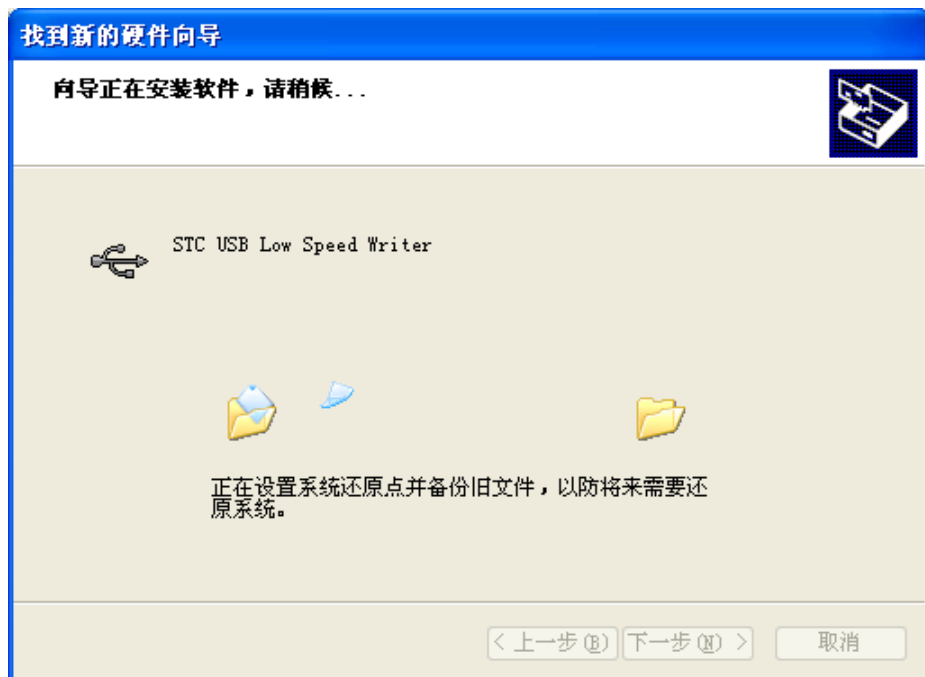 找到新的硬件向导
向导正在安装软件，请稍候...
STC USB Low Speed Writer
正在设置系统还原点并备份旧文件，以防将来需要还
原系统。
< 上一步(B) 下一步(N) > 取消